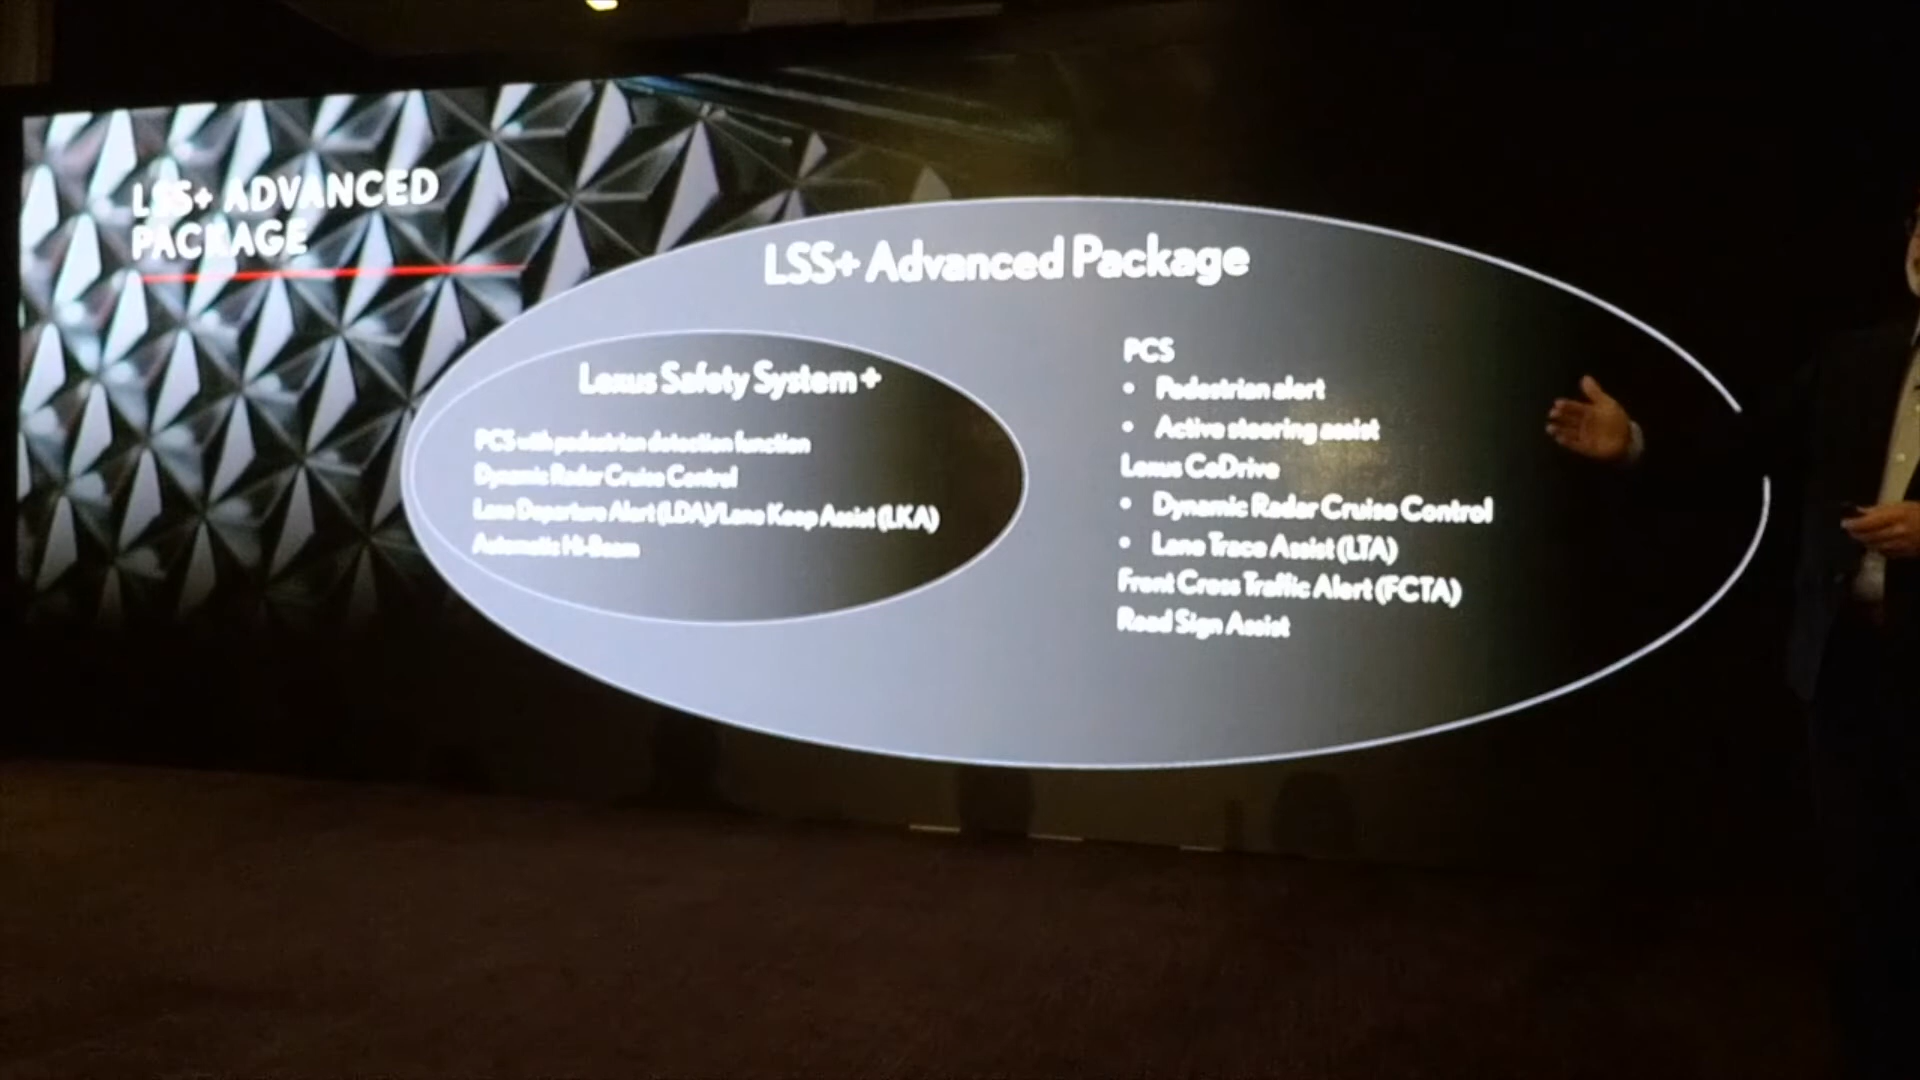 LSS+ ADVANCED
PACKAGE
LSS+ Advanced Package
Lexus Safety System +
PCS with pedestrian detection function
Dynamic Radar Cruise Control
Lane Departure Alert (LDA)/Lane Keep Assist (LKA)
Automatic Hi-Beam
PCS
• Pedestrian alert
• Active steering assist
Lexus CoDrive
• Dynamic Radar Cruise Control
• Lane Trace Assist (LTA)
Front Cross Traffic Alert (FCTA)
Road Sign Assist